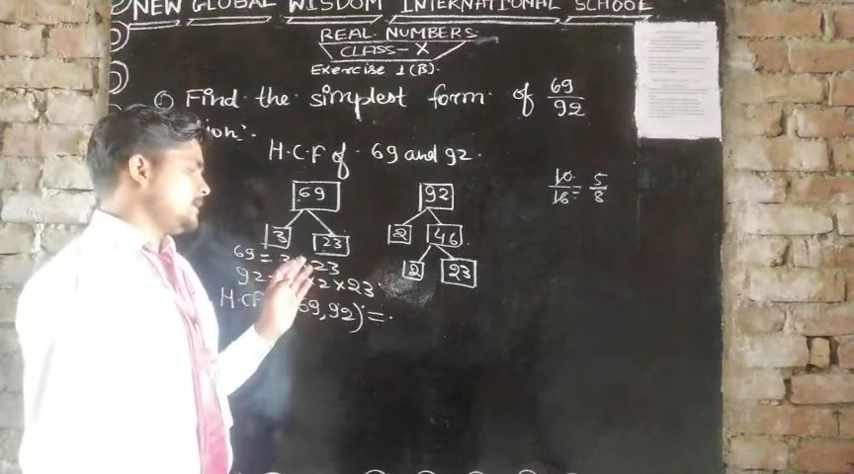 NEW GLOBAL WISDOM INTERNATIONAL SCHOOL
REAL NUMBERS
CLASS-X
Exercise 1(B).
① Find the simplest form of 69/92
tion:-
H.C.F of 69 and 92.
10/16 = 5/8
69 92
3 23 2 46
2 23
69 = 3 23
92 2×23
H.C.F 69,92) =